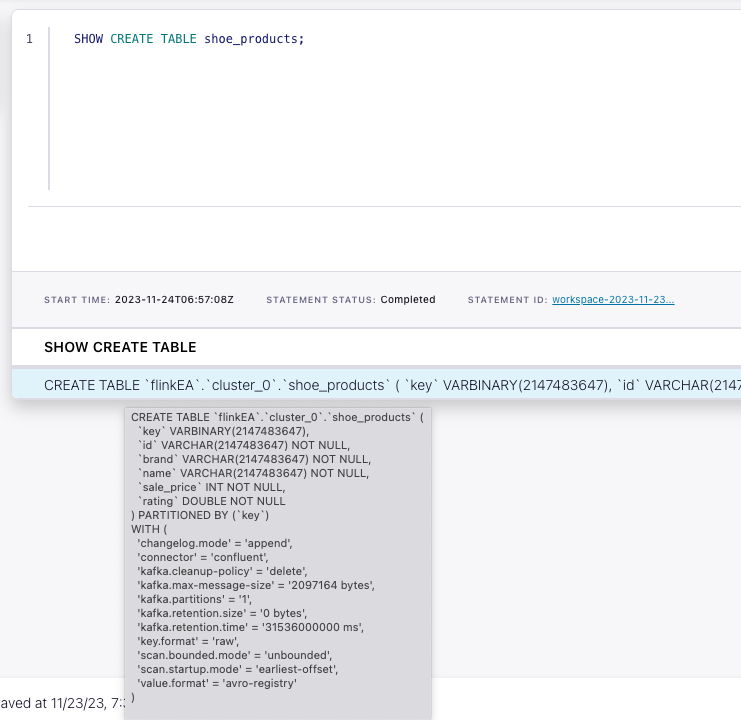 1 SHOW CREATE TABLE shoe_products;
START TIME: 2023-11-24T06:57:08Z STATEMENT STATUS: Completed STATEMENT ID: workspace-2023-11-23...
SHOW CREATE TABLE
CREATE TABLE `flinkEA`.`cluster_0`.`shoe_products` ( `key` VARBINARY(2147483647), `id` VARCHAR(2147
CREATE TABLE `flinkEA`.`cluster_0`.`shoe_products` (
`key` VARBINARY(2147483647),
`id` VARCHAR(2147483647) NOT NULL,
`brand` VARCHAR(2147483647) NOT NULL,
`name` VARCHAR(2147483647) NOT NULL,
`sale_price` INT NOT NULL,
`rating` DOUBLE NOT NULL
) PARTITIONED BY (`key`)
WITH (
'changelog.mode' = 'append',
'connector' = 'confluent',
'kafka.cleanup-policy' = 'delete',
'kafka.max-message-size' = '2097164 bytes',
'kafka.partitions' = '1',
'kafka.retention.size' = '0 bytes',
'kafka.retention.time' = '31536000000 ms',
'key.format' = 'raw',
'scan.bounded.mode' = 'unbounded',
'scan.startup.mode' = 'earliest-offset',
'value.format' = 'avro-registry'
)
aved at 11/23/23, 7: